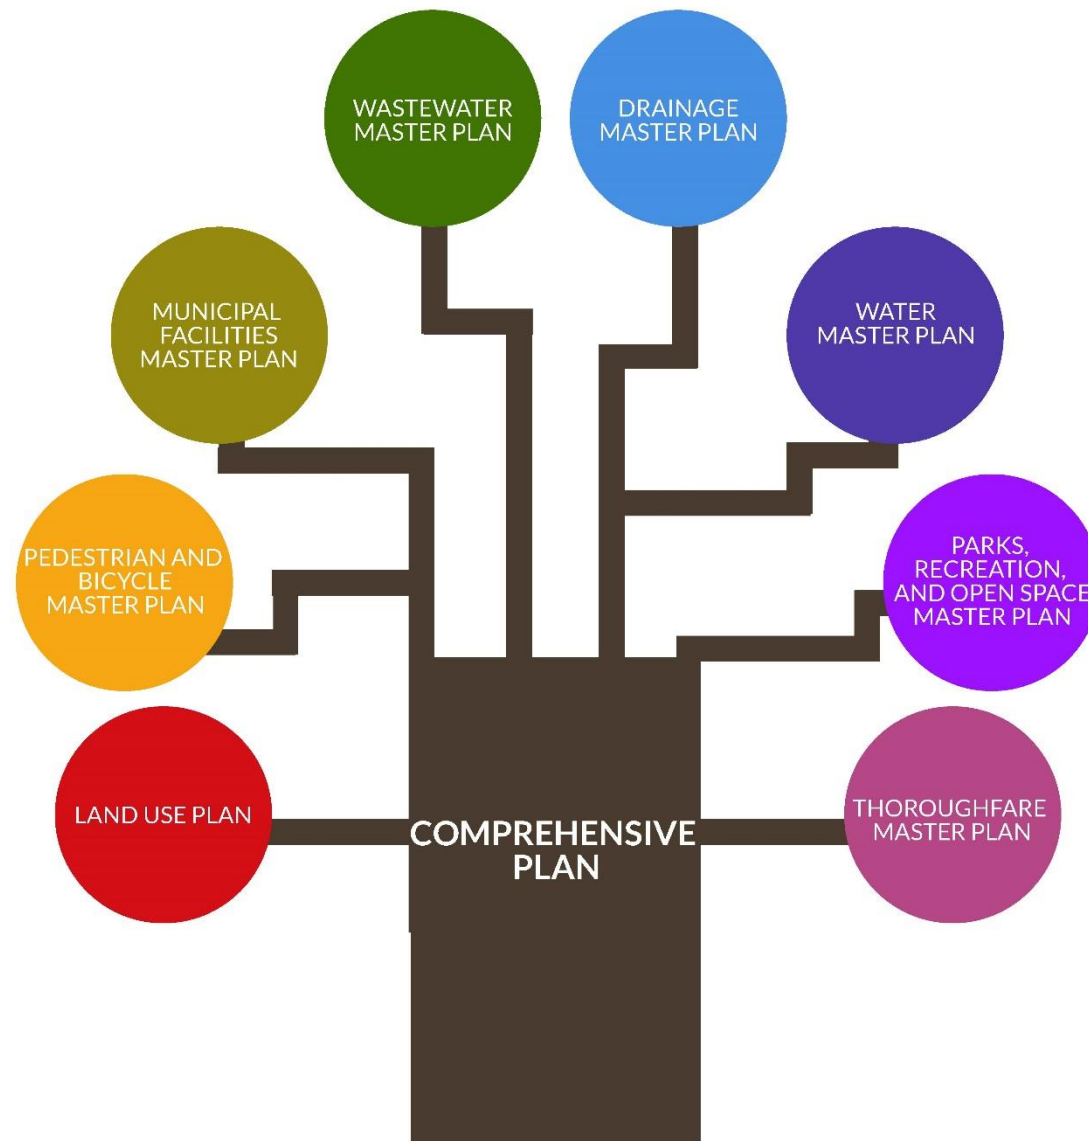 WASTEWATER
MASTER PLAN
DRAINAGE
MASTER PLAN
MUNICIPAL
FACILITIES
MASTER PLAN
WATER
MASTER PLAN
PEDESTRIAN AND
BICYCLE
MASTER PLAN
PARKS,
RECREATION,
AND OPEN SPACE
MASTER PLAN
LAND USE PLAN
COMPREHENSIVE
PLAN
THOROUGHFARE
MASTER PLAN